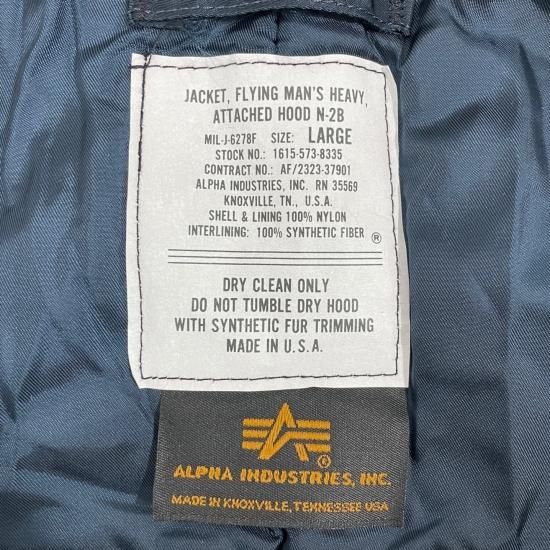 JACKET, FLYING MAN'S HEAVY,
ATTACHED HOOD N-2B
MIL-J-6278F SIZE: LARGE
STOCK NO.: 1615-573-8335
CONTRACT NO.: AF/2323-37901
ALPHA INDUSTRIES, INC. RN 35569
KNOXVILLE, TN., U.S.A.
SHELL & LINING 100% NYLON
INTERLINING: 100% SYNTHETIC FIBER ®
DRY CLEAN ONLY
DO NOT TUMBLE DRY HOOD
WITH SYNTHETIC FUR TRIMMING
MADE IN U.S.A.
®
ALPHA INDUSTRIES, INC.
MADE IN KNOXVILLE, TENNESSEE USA